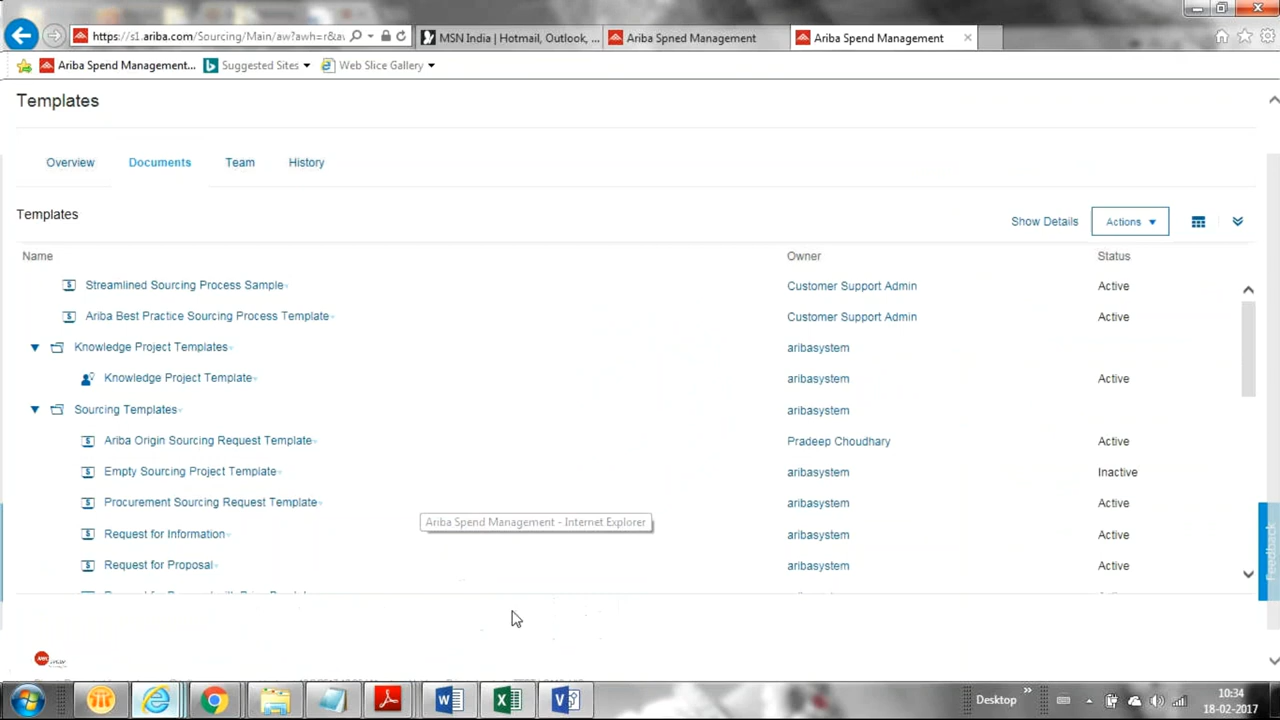 https://s1.ariba.com/Sourcing/Main/aw?awh=r&av
MSN India | Hotmail, Outlook, ...
Ariba Spned Management
Ariba Spend Management
Ariba Spend Management...
Suggested Sites
Web Slice Gallery
Templates
Overview
Documents
Team
History
Templates
Show Details
Actions
Name
Owner
Status
Streamlined Sourcing Process Sample
Customer Support Admin
Active
Ariba Best Practice Sourcing Process Template
Customer Support Admin
Active
Knowledge Project Templates
aribasystem
Knowledge Project Template
aribasystem
Active
Sourcing Templates
aribasystem
Ariba Origin Sourcing Request Template
Pradeep Choudhary
Active
Empty Sourcing Project Template
aribasystem
Inactive
Procurement Sourcing Request Template
aribasystem
Active
Ariba Spend Management - Internet Explorer
Request for Information
aribasystem
Active
Request for Proposal
aribasystem
Active
Feedback
Desktop
10:34
18-02-2017